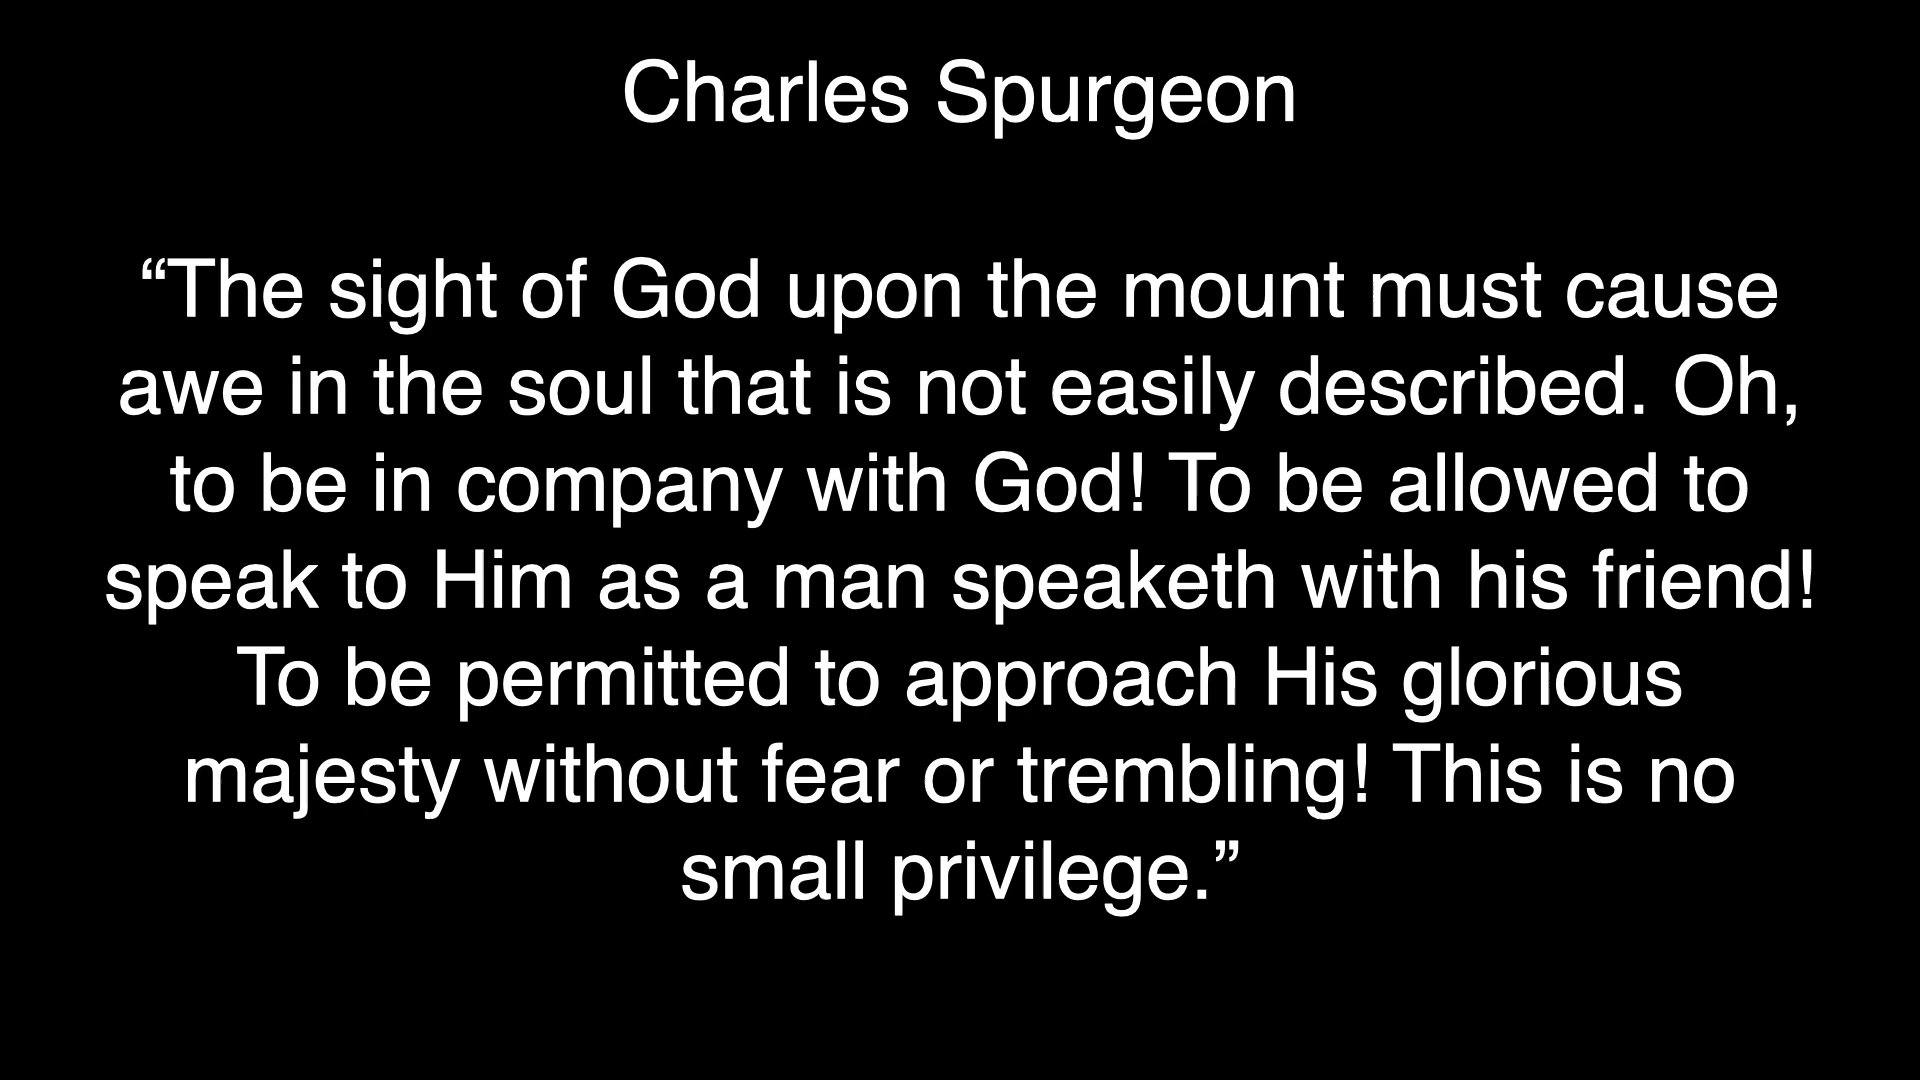 Charles Spurgeon
“The sight of God upon the mount must cause
awe in the soul that is not easily described. Oh,
to be in company with God! To be allowed to
speak to Him as a man speaketh with his friend!
To be permitted to approach His glorious
majesty without fear or trembling! This is no
small privilege.”